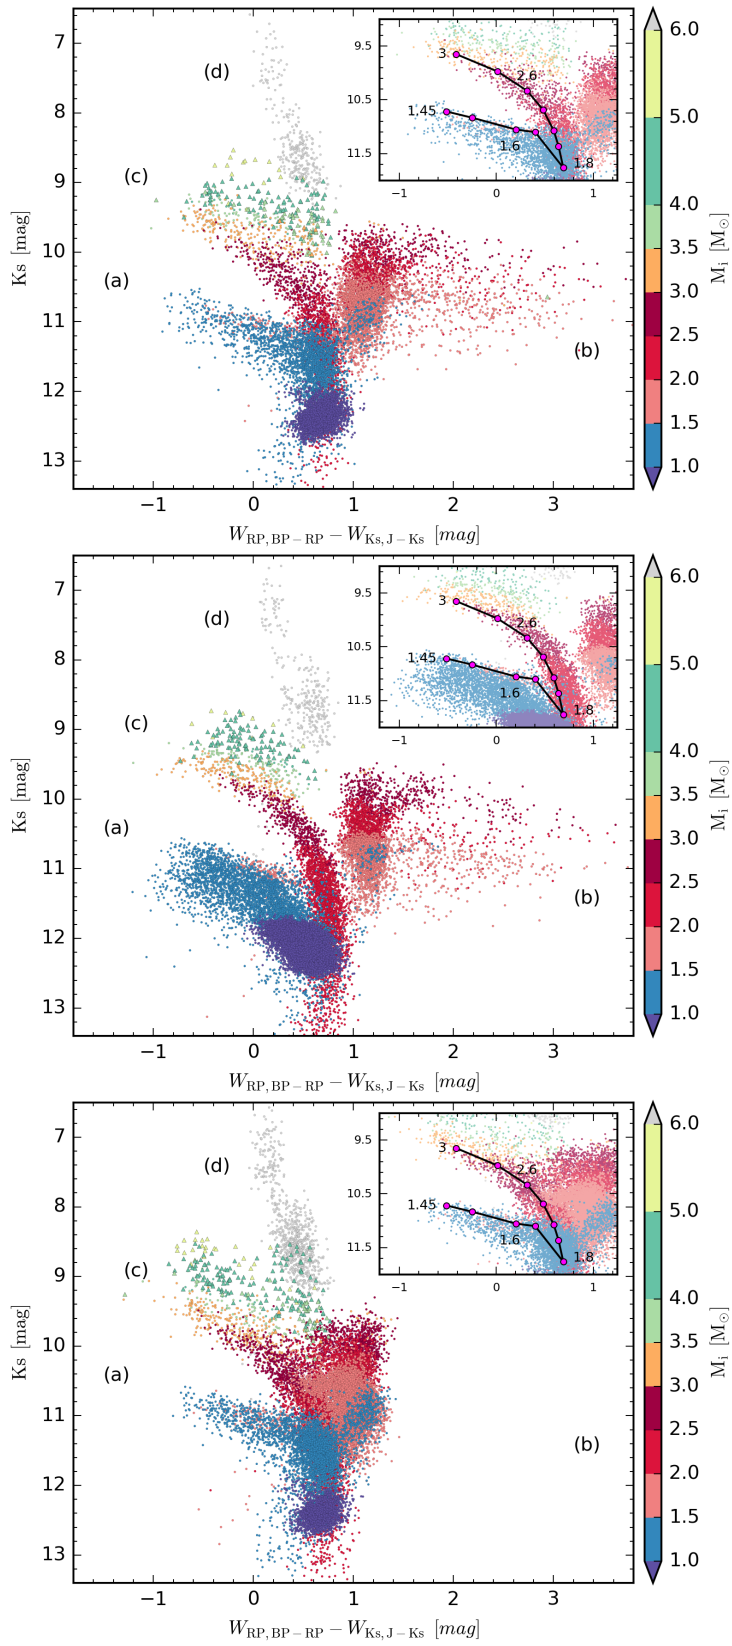 7
8
9
10
11
12
13
Ks [mag]
(d)
(c)
(a)
(b)
9.5
10.5
11.5
3
2.6
1.45
1.6
1.8
−1 0 1
−1 0 1 2 3
W_RP,BP−RP − W_Ks,J−Ks [mag]
6.0
5.0
4.0
3.5
3.0
2.5
2.0
1.5
1.0
M_i [M_⊙]
7
8
9
10
11
12
13
Ks [mag]
(d)
(c)
(a)
(b)
9.5
10.5
11.5
3
2.6
1.45
1.6
1.8
−1 0 1
−1 0 1 2 3
W_RP,BP−RP − W_Ks,J−Ks [mag]
6.0
5.0
4.0
3.5
3.0
2.5
2.0
1.5
1.0
M_i [M_⊙]
7
8
9
10
11
12
13
Ks [mag]
(d)
(c)
(a)
(b)
9.5
10.5
11.5
3
2.6
1.45
1.6
1.8
−1 0 1
−1 0 1 2 3
W_RP,BP−RP − W_Ks,J−Ks [mag]
6.0
5.0
4.0
3.5
3.0
2.5
2.0
1.5
1.0
M_i [M_⊙]